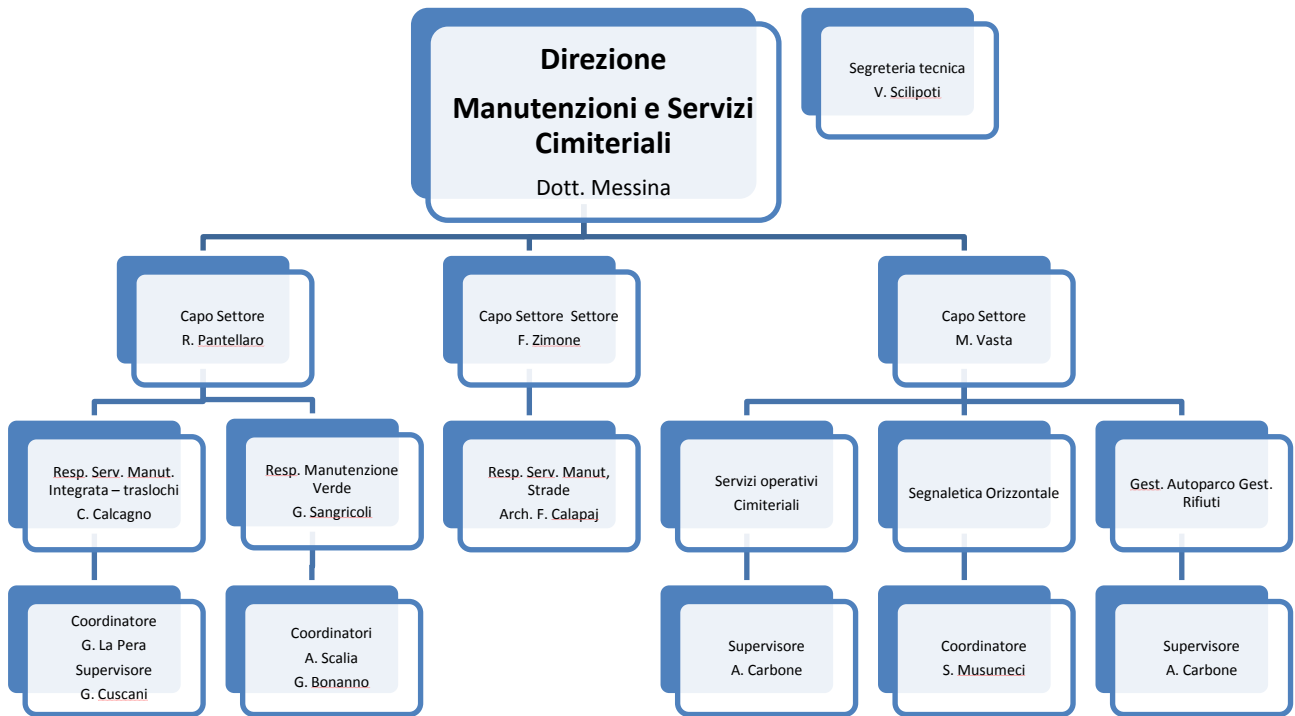 Direzione
Manutenzioni e Servizi
Cimiteriali
Dott. Messina
Segreteria tecnica
V. Scilipoti
Capo Settore
R. Pantellaro
Capo Settore  Settore
F. Zimone
Capo Settore
M. Vasta
Resp. Serv. Manut.
Integrata – traslochi
C. Calcagno
Resp. Manutenzione
Verde
G. Sangricoli
Resp. Serv. Manut,
Strade
Arch. F. Calapaj
Servizi operativi
Cimiteriali
Segnaletica Orizzontale
Gest. Autoparco Gest.
Rifiuti
Coordinatore
G. La Pera
Supervisore
G. Cuscani
Coordinatori
A. Scalia
G. Bonanno
Supervisore
A. Carbone
Coordinatore
S. Musumeci
Supervisore
A. Carbone